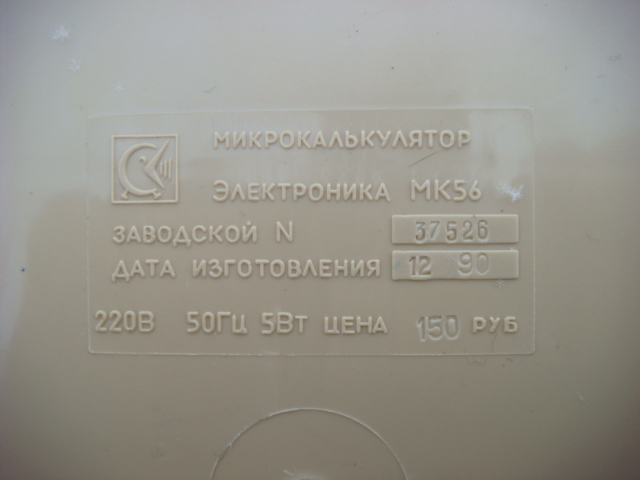 МИКРОКАЛЬКУЛЯТОР
ЭЛЕКТРОНИКА МК56
ЗАВОДСКОЙ N 37526
ДАТА ИЗГОТОВЛЕНИЯ 12 90
220В 50ГЦ 5ВТ ЦЕНА 150 РУБ